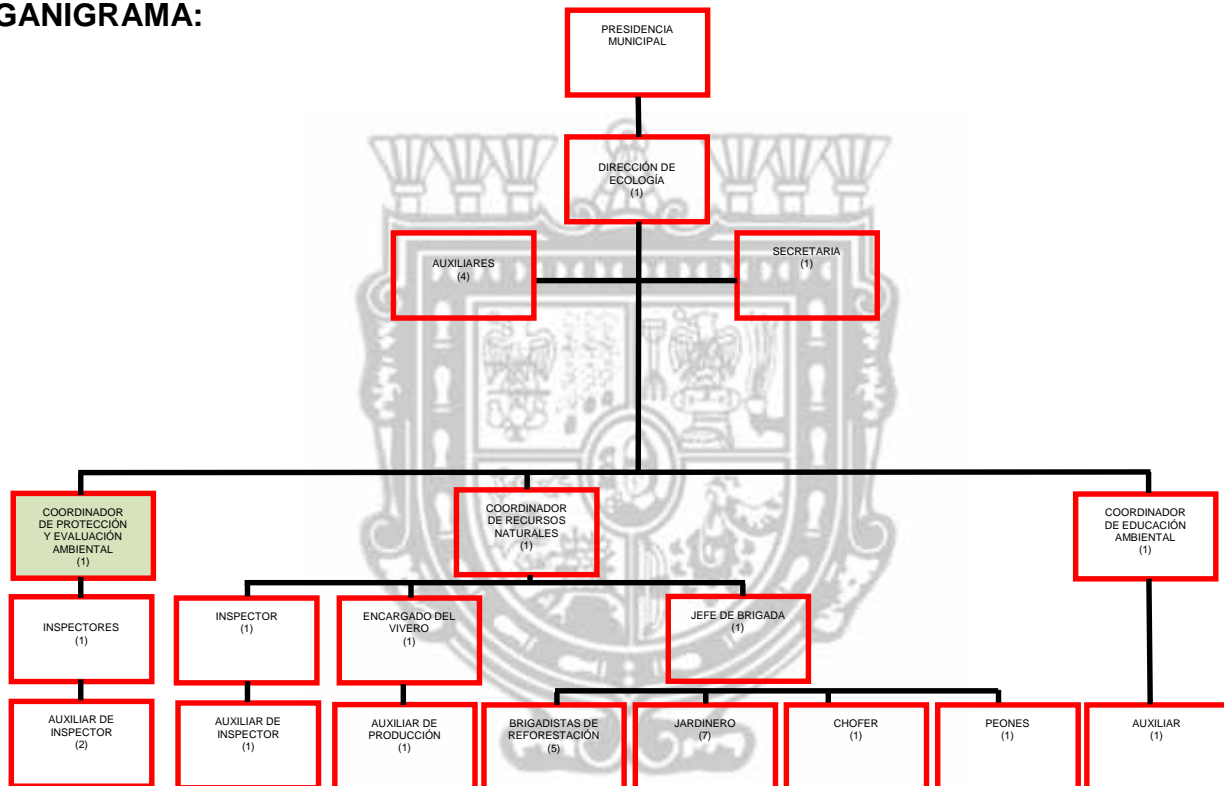 GANIGRAMA:
PRESIDENCIA
MUNICIPAL
DIRECCIÓN DE
ECOLOGÍA
(1)
AUXILIARES
(4)
SECRETARIA
(1)
COORDINADOR
DE PROTECCIÓN
Y EVALUACIÓN
AMBIENTAL
(1)
COORDINADOR
DE RECURSOS
NATURALES
(1)
COORDINADOR
DE EDUCACIÓN
AMBIENTAL
(1)
INSPECTORES
(1)
INSPECTOR
(1)
ENCARGADO DEL
VIVERO
(1)
JEFE DE BRIGADA
(1)
AUXILIAR DE
INSPECTOR
(2)
AUXILIAR DE
INSPECTOR
(1)
AUXILIAR DE
PRODUCCIÓN
(1)
BRIGADISTAS DE
REFORESTACIÓN
(5)
JARDINERO
(7)
CHOFER
(1)
PEONES
(1)
AUXILIAR
(1)